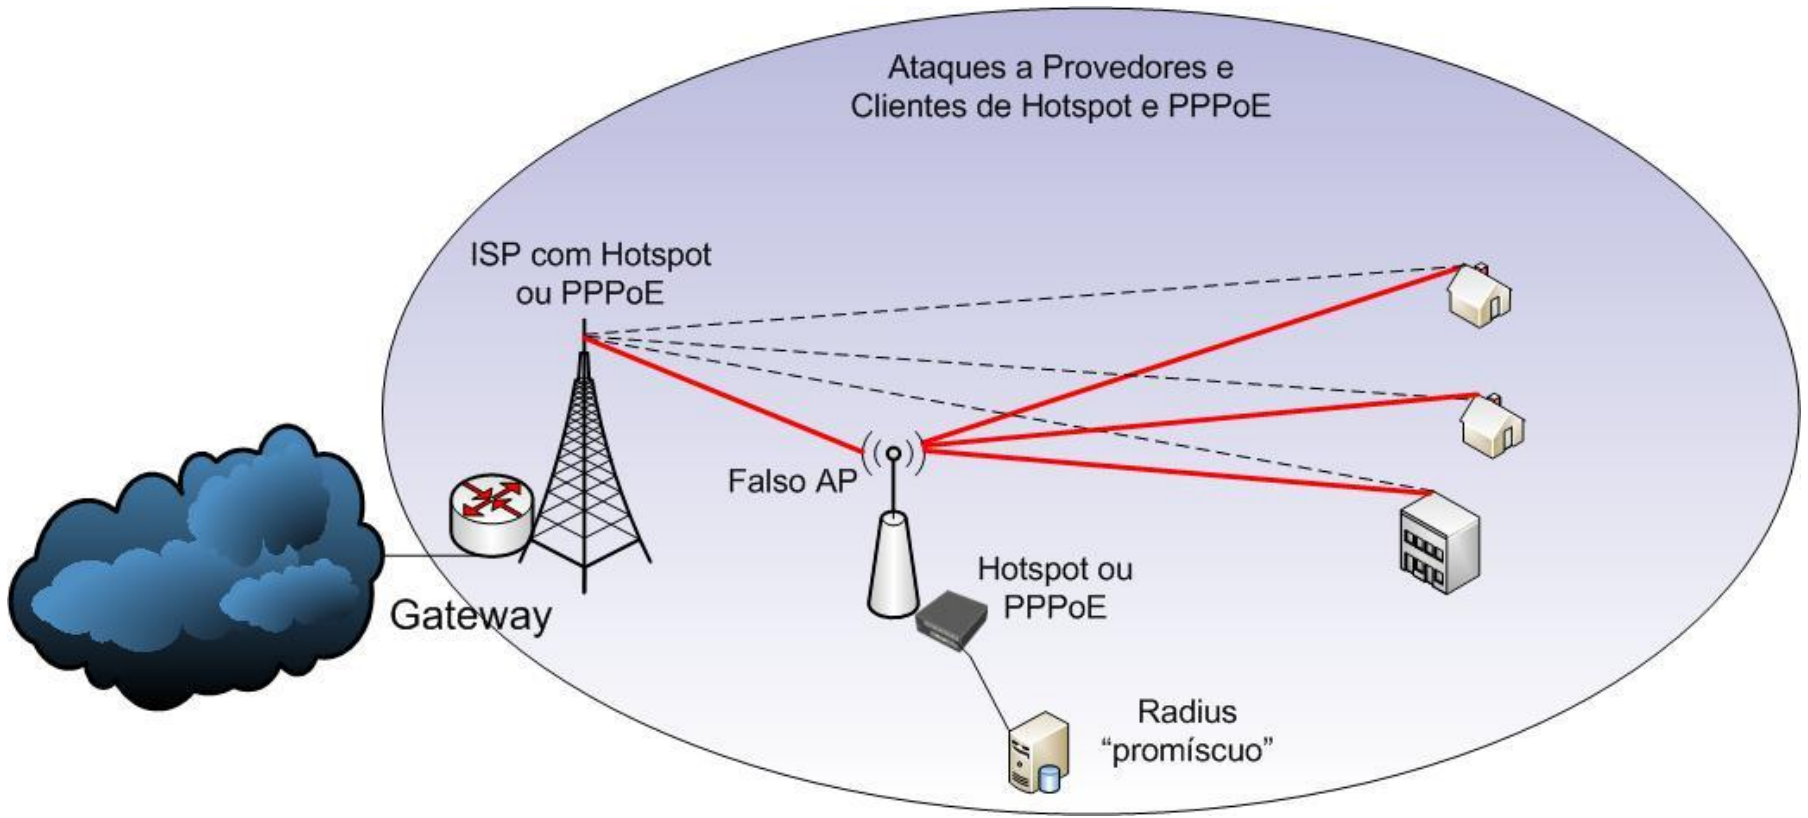 Ataques a Provedores e
Clientes de Hotspot e PPPoE
ISP com Hotspot
ou PPPoE
Falso AP
Gateway
Hotspot ou
PPPoE
Radius
“promíscuo”